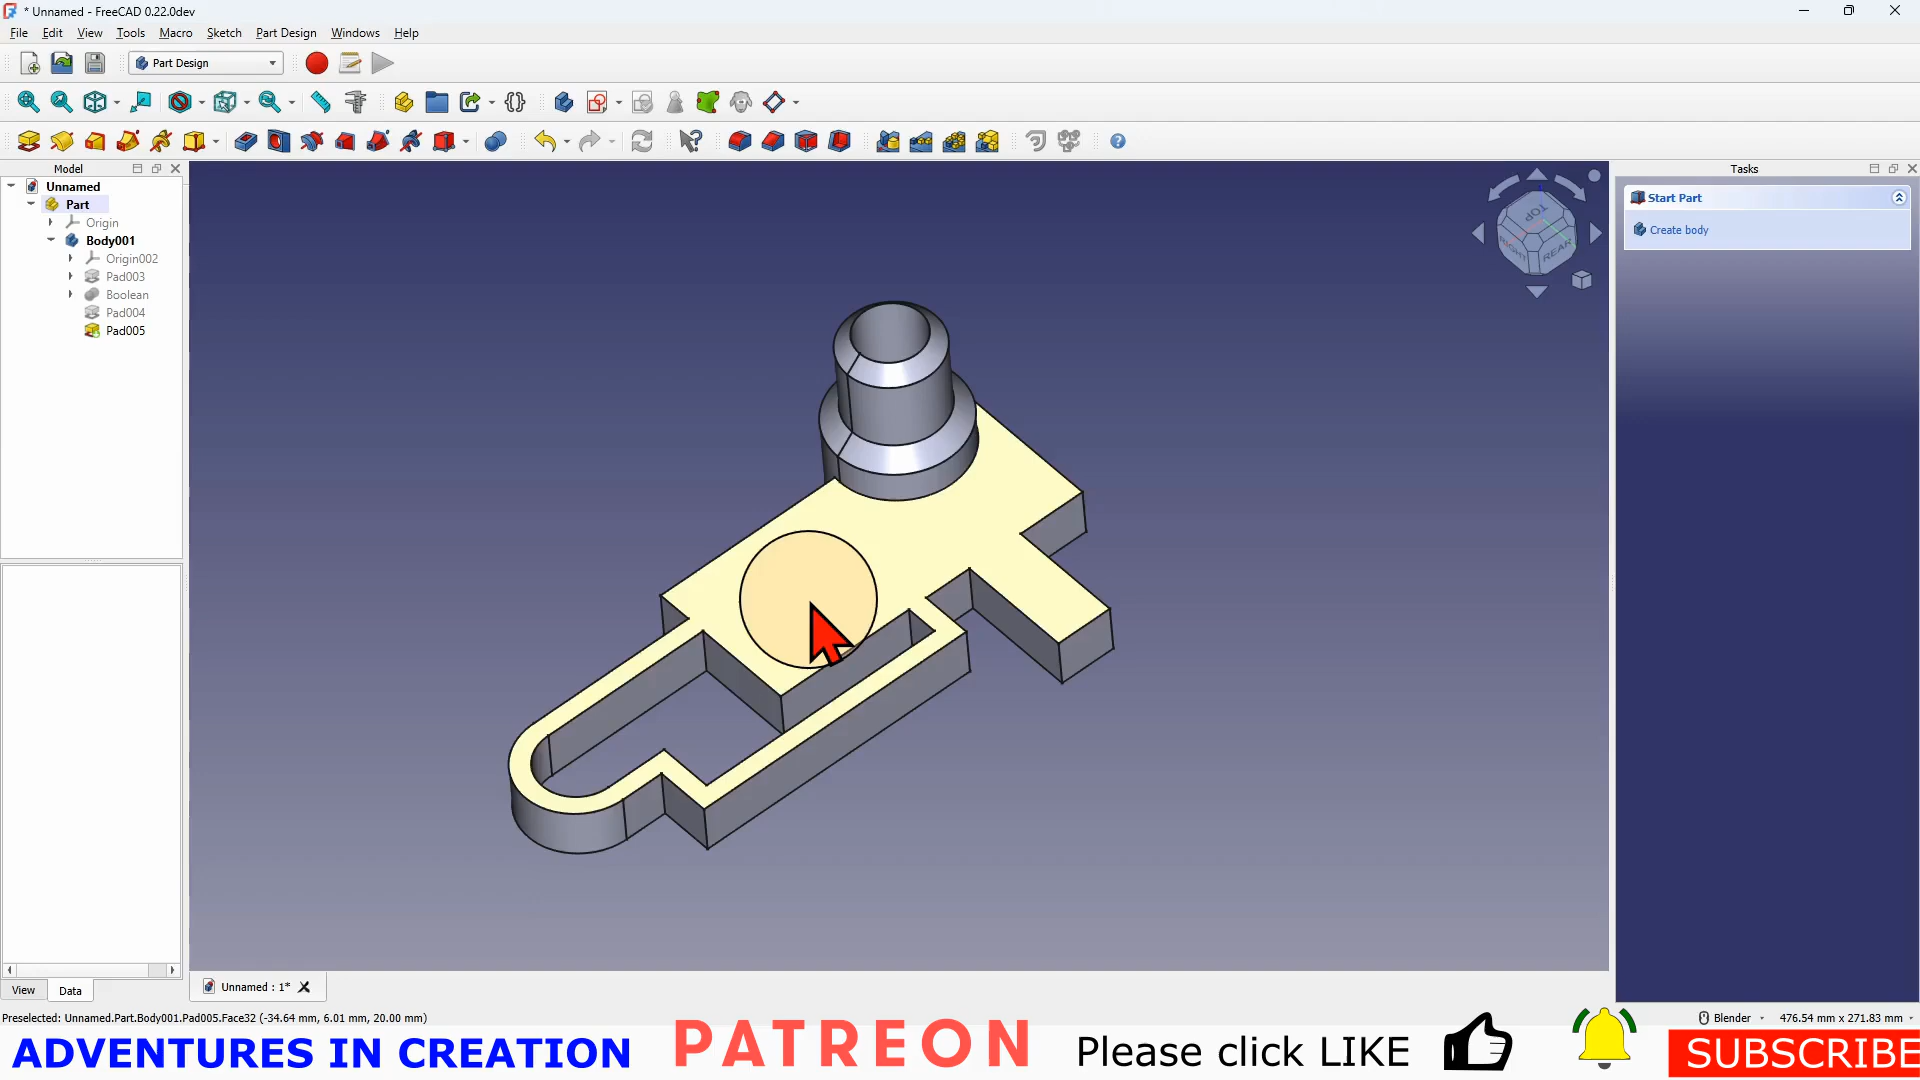 * Unnamed - FreeCAD 0.22.0dev
File Edit View Tools Macro Sketch Part Design Windows Help
Part Design
Model
Tasks
Unnamed
Part
Origin
Body001
Origin002
Pad003
Boolean
Pad004
Pad005
TOP
RIGHT
REAR
Start Part
Create body
View
Data
Unnamed : 1*
Preselected: Unnamed.Part.Body001.Pad005.Face32 (-34.64 mm, 6.01 mm, 20.00 mm)
Blender
476.54 mm x 271.83 mm
ADVENTURES IN CREATION
PATREON
Please click LIKE
SUBSCRIBE